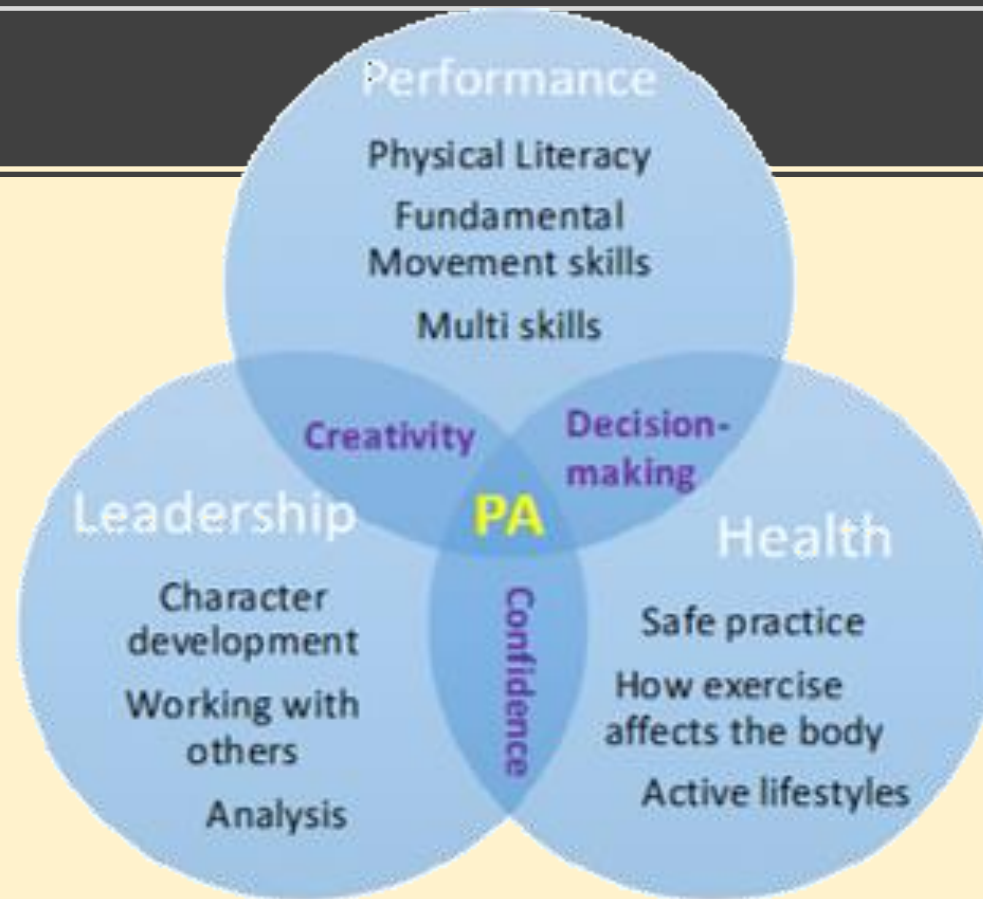 Performance
Physical Literacy
Fundamental
Movement skills
Multi skills
Creativity
Decision-
making
PA
Leadership
Character
development
Working with
others
Analysis
Confidence
Health
Safe practice
How exercise
affects the body
Active lifestyles